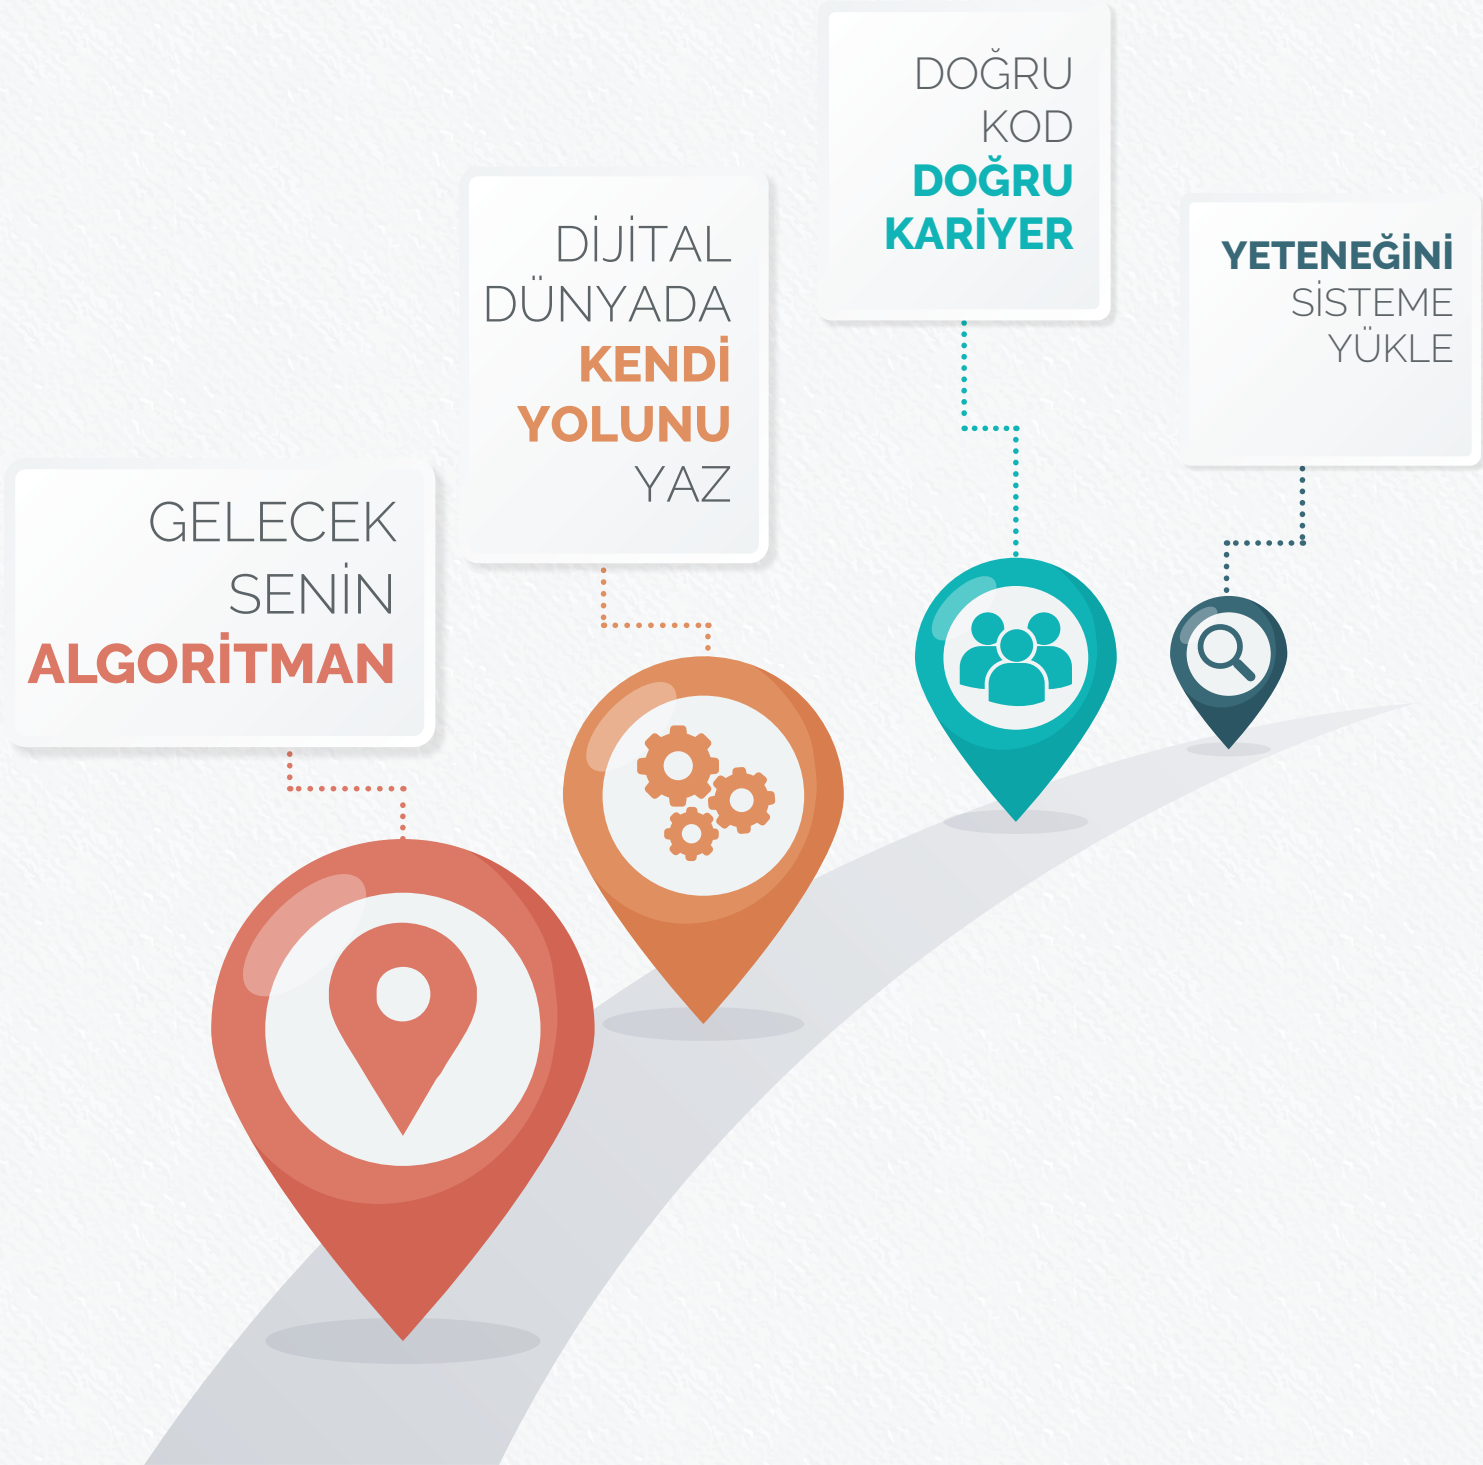 GELECEK
SENİN
ALGORİTMAN
DİJİTAL
DÜNYADA
KENDİ
YOLUNU
YAZ
DOĞRU
KOD
DOĞRU
KARİYER
YETENEĞİNİ
SİSTEME
YÜKLE